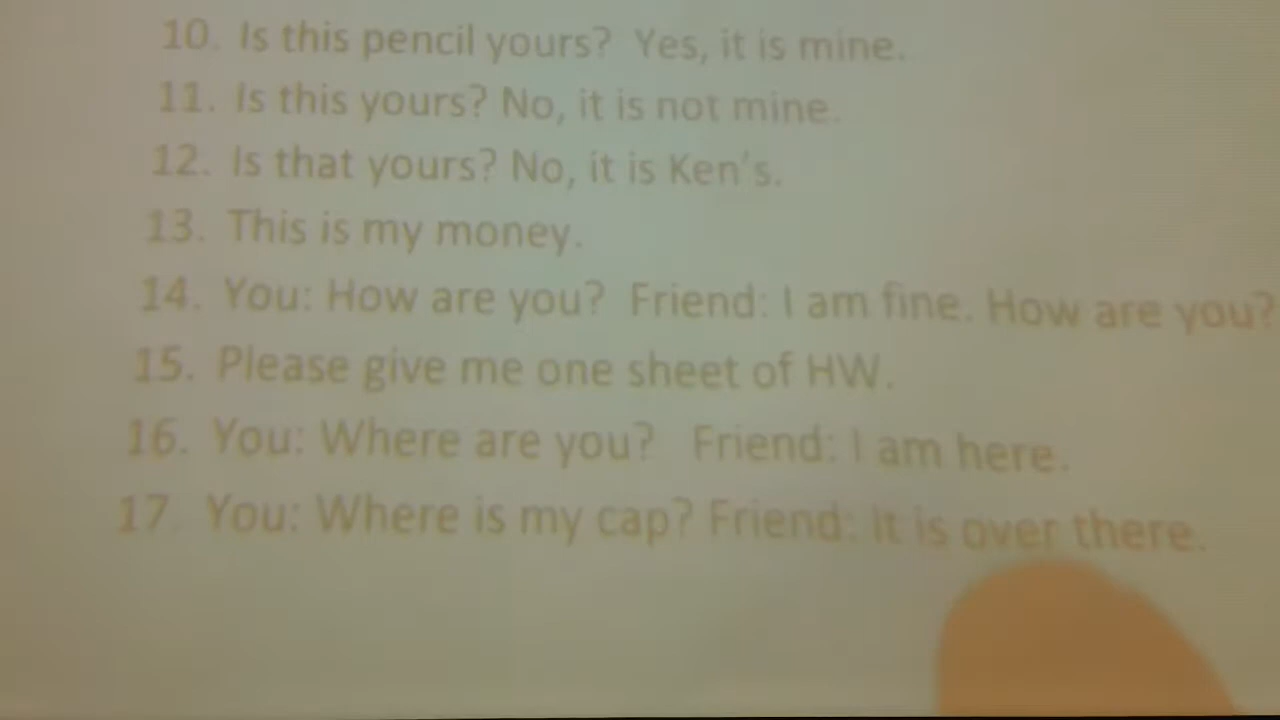 10. Is this pencil yours? Yes, it is mine.
11. Is this yours? No, it is not mine.
12. Is that yours? No, it is Ken's.
13. This is my money.
14. You: How are you? Friend: I am fine. How are you?
15. Please give me one sheet of HW.
16. You: Where are you? Friend: I am here.
17. You: Where is my cap? Friend: It is over there.